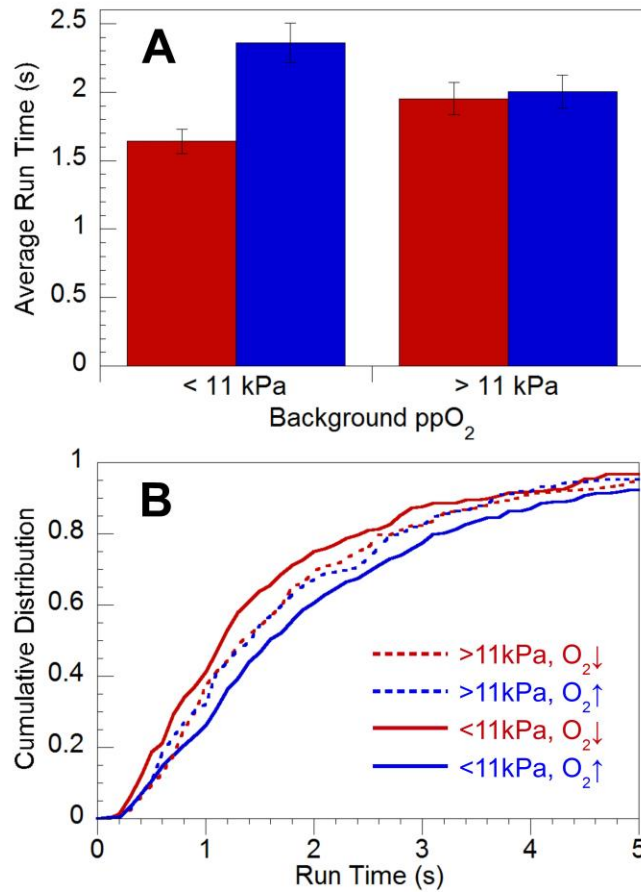 A
2.5
2
1.5
1
0.5
0
Average Run Time (s)
< 11 kPa
> 11 kPa
Background ppO₂
B
1
0.8
0.6
0.4
0.2
0
Cumulative Distribution
>11kPa, O₂↓
>11kPa, O₂↑
<11kPa, O₂↓
<11kPa, O₂↑
0 1 2 3 4 5
Run Time (s)